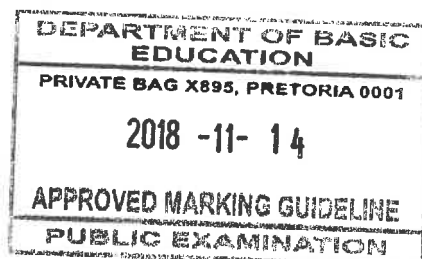 DEPARTMENT OF BASIC
EDUCATION
PRIVATE BAG X895, PRETORIA 0001
2018 -11- 14
APPROVED MARKING GUIDELINE
PUBLIC EXAMINATION